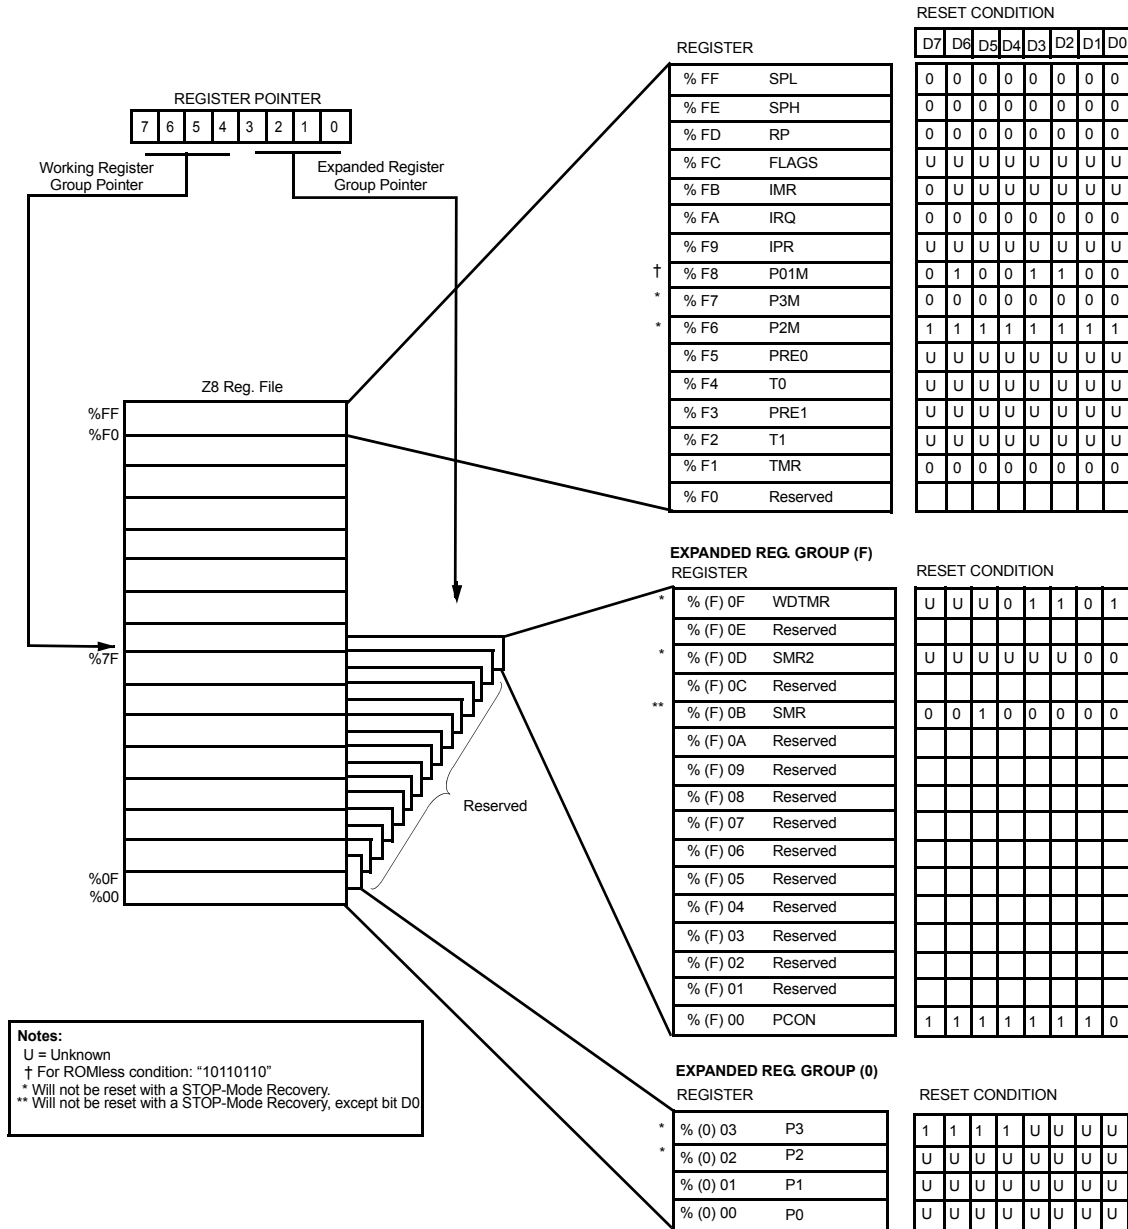 REGISTER POINTER
7 6 5 4 3 2 1 0
Working Register
Group Pointer
Expanded Register
Group Pointer
Z8 Reg. File
%FF
%F0
%7F
%0F
%00
Reserved
REGISTER
RESET CONDITION
D7 D6 D5 D4 D3 D2 D1 D0
% FF SPL 0 0 0 0 0 0 0 0
% FE SPH 0 0 0 0 0 0 0 0
% FD RP 0 0 0 0 0 0 0 0
% FC FLAGS U U U U U U U U
% FB IMR 0 U U U U U U U
% FA IRQ 0 0 0 0 0 0 0 0
% F9 IPR U U U U U U U U
† % F8 P01M 0 1 0 0 1 1 0 0
* % F7 P3M 0 0 0 0 0 0 0 0
* % F6 P2M 1 1 1 1 1 1 1 1
% F5 PRE0 U U U U U U U U
% F4 T0 U U U U U U U U
% F3 PRE1 U U U U U U U U
% F2 T1 U U U U U U U U
% F1 TMR 0 0 0 0 0 0 0 0
% F0 Reserved
EXPANDED REG. GROUP (F)
REGISTER
RESET CONDITION
* % (F) 0F WDTMR U U U 0 1 1 0 1
% (F) 0E Reserved
* % (F) 0D SMR2 U U U U U U 0 0
% (F) 0C Reserved
** % (F) 0B SMR 0 0 1 0 0 0 0 0
% (F) 0A Reserved
% (F) 09 Reserved
% (F) 08 Reserved
% (F) 07 Reserved
% (F) 06 Reserved
% (F) 05 Reserved
% (F) 04 Reserved
% (F) 03 Reserved
% (F) 02 Reserved
% (F) 01 Reserved
% (F) 00 PCON 1 1 1 1 1 1 1 0
EXPANDED REG. GROUP (0)
REGISTER
RESET CONDITION
* % (0) 03 P3 1 1 1 1 U U U U
* % (0) 02 P2 U U U U U U U U
% (0) 01 P1 U U U U U U U U
% (0) 00 P0 U U U U U U U U
Notes:
U = Unknown
† For ROMless condition: “10110110”
* Will not be reset with a STOP-Mode Recovery.
** Will not be reset with a STOP-Mode Recovery, except bit D0